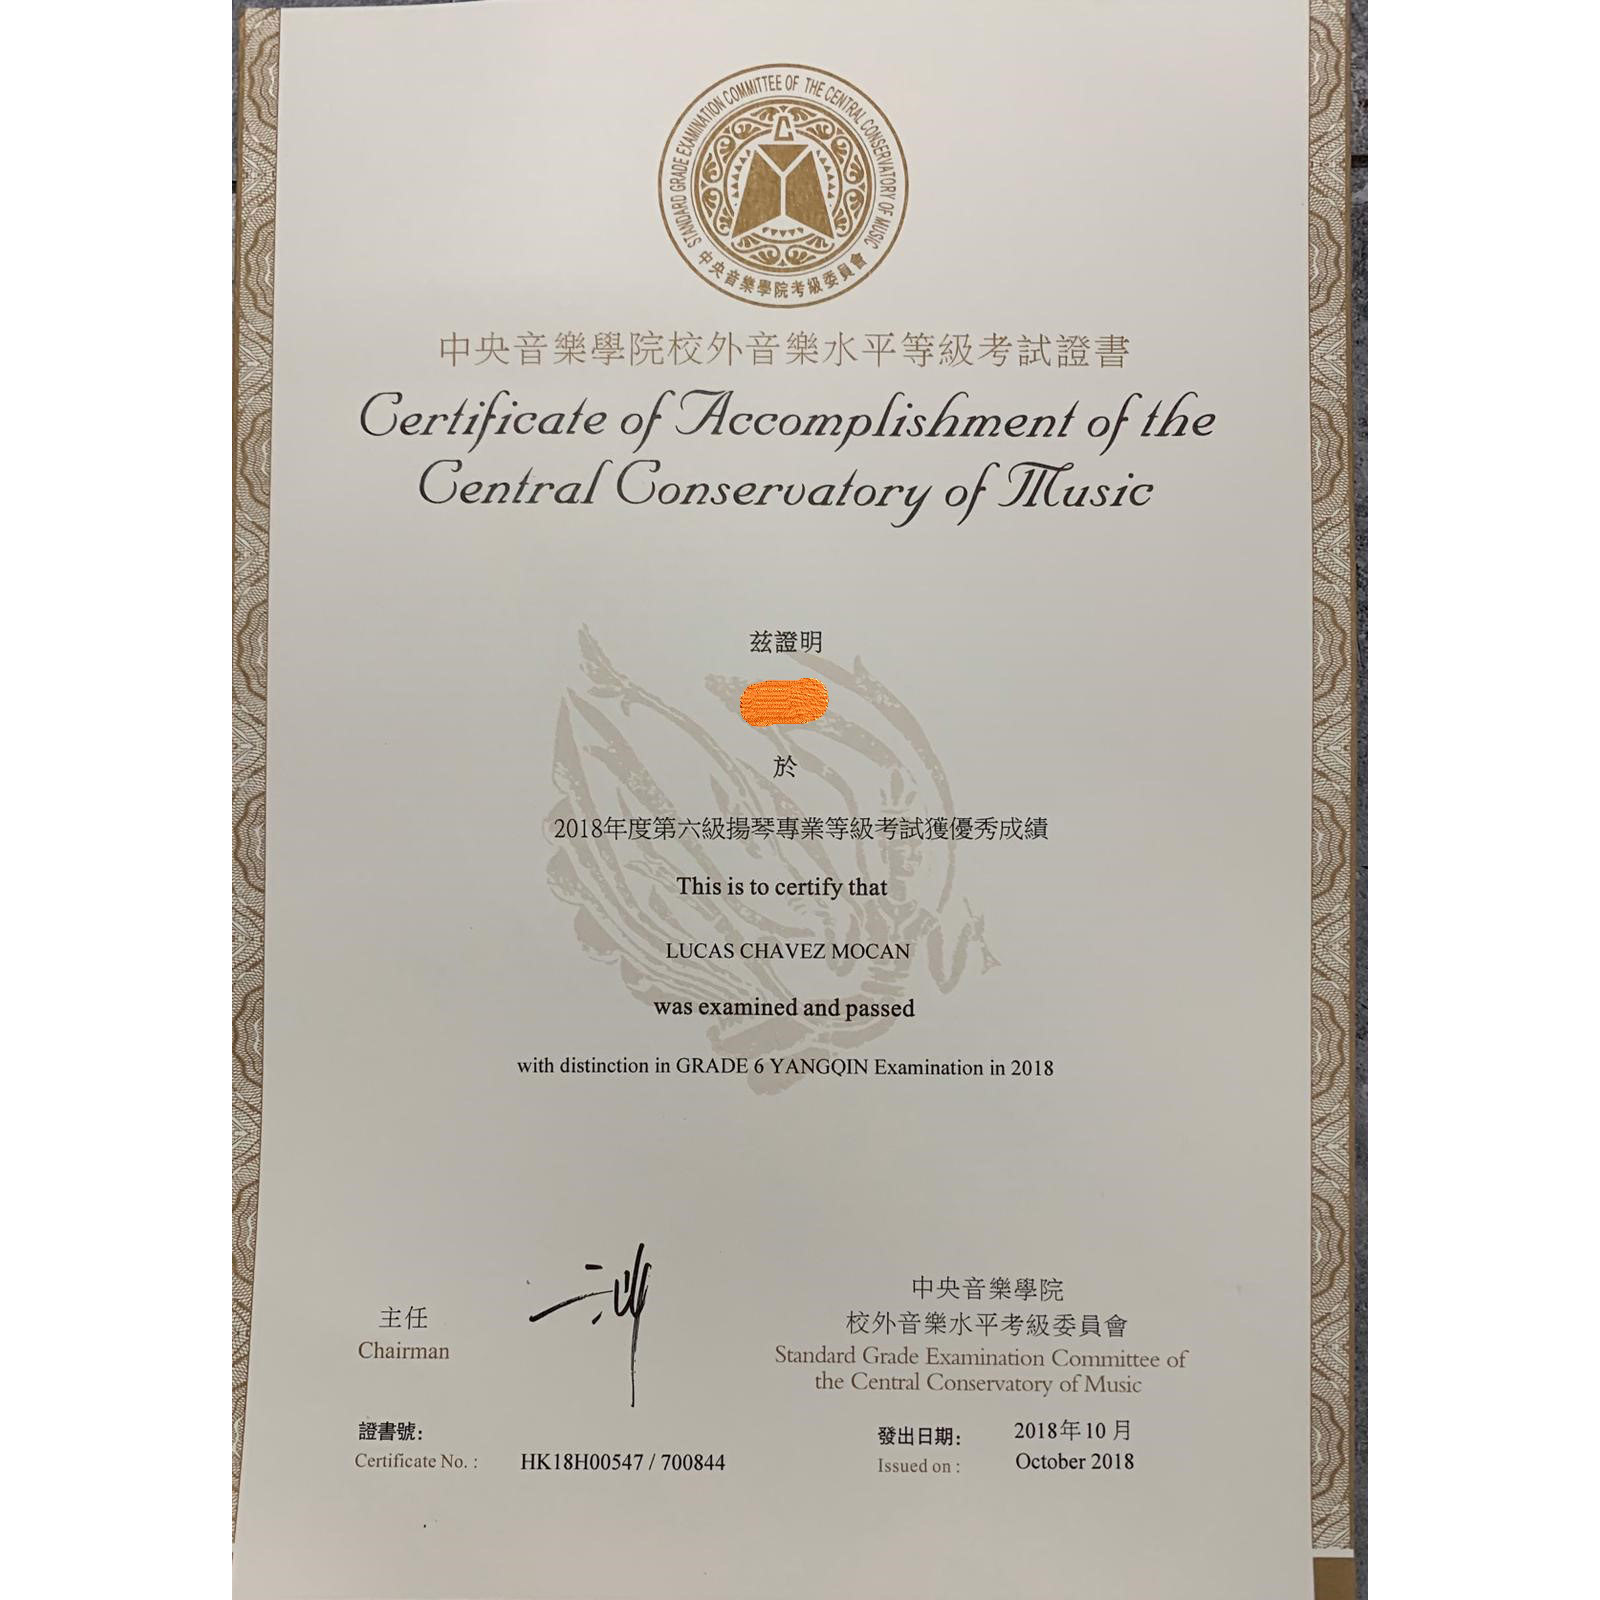 STANDARD GRADE EXAMINATION COMMITTEE OF THE CENTRAL CONSERVATORY OF MUSIC
中央音樂學院考級委員會
中央音樂學院校外音樂水平等級考試證書
Certificate of Accomplishment of the
Central Conservatory of Music
茲證明
於
2018年度第六級揚琴專業等級考試獲優秀成績
This is to certify that
LUCAS CHAVEZ MOCAN
was examined and passed
with distinction in GRADE 6 YANGQIN Examination in 2018
主任
Chairman
中央音樂學院
校外音樂水平考級委員會
Standard Grade Examination Committee of
the Central Conservatory of Music
證書號:
Certificate No. : HK18H00547 / 700844
發出日期: 2018年10月
Issued on : October 2018